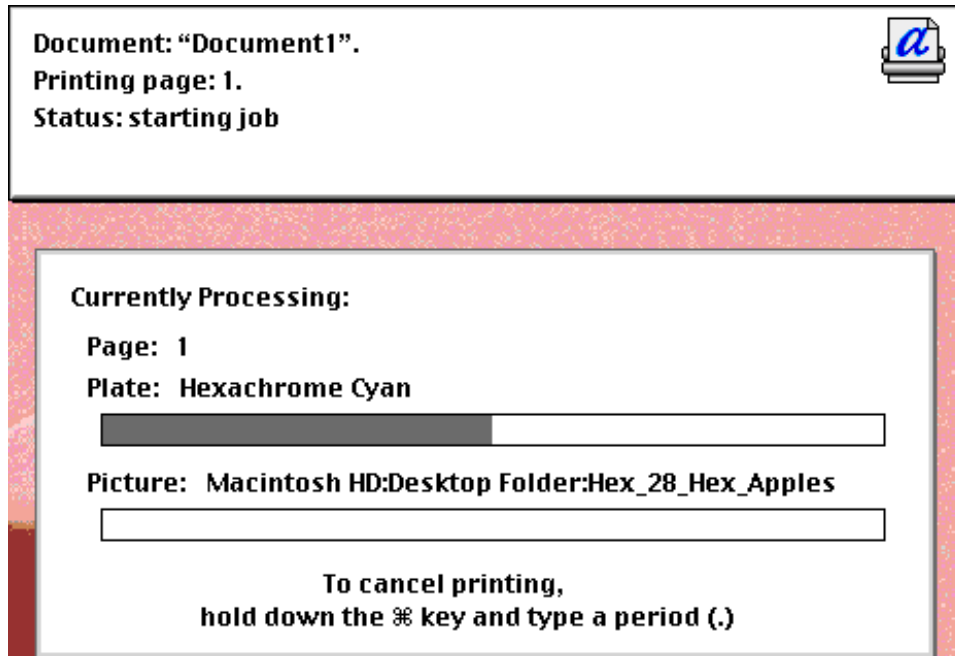 Document: “Document1”.
Printing page: 1.
Status: starting job
a
Currently Processing:
Page: 1
Plate: Hexachrome Cyan
Picture: Macintosh HD:Desktop Folder:Hex_28_Hex_Apples
To cancel printing,
hold down the ⌘ key and type a period (.)